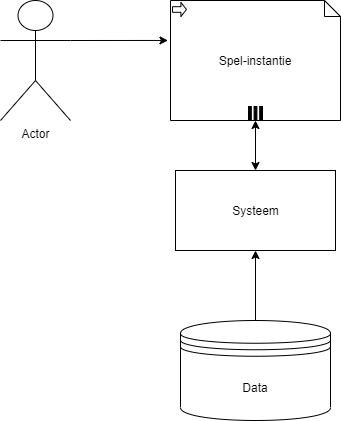 Spel-instantie
Actor
Systeem
Data